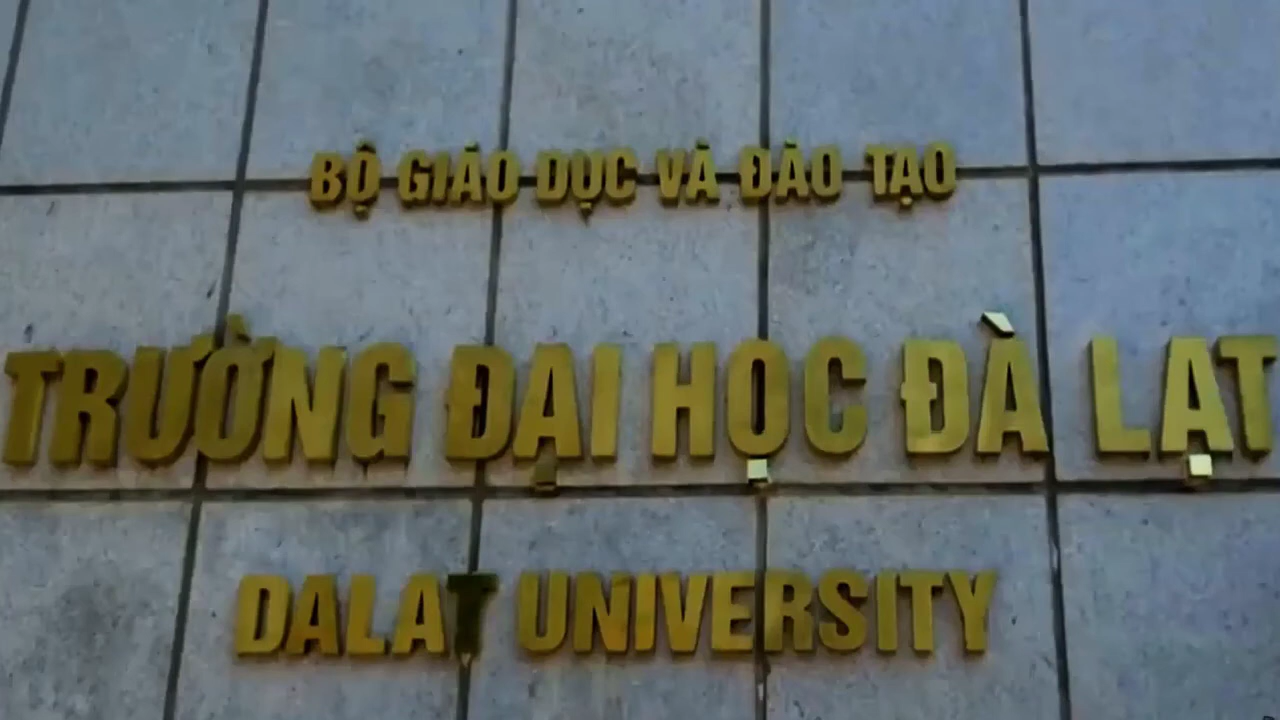 BỘ GIÁO DỤC VÀ ĐÀO TẠO
TRƯỜNG ĐẠI HỌC ĐÀ LẠT
DALAT UNIVERSITY